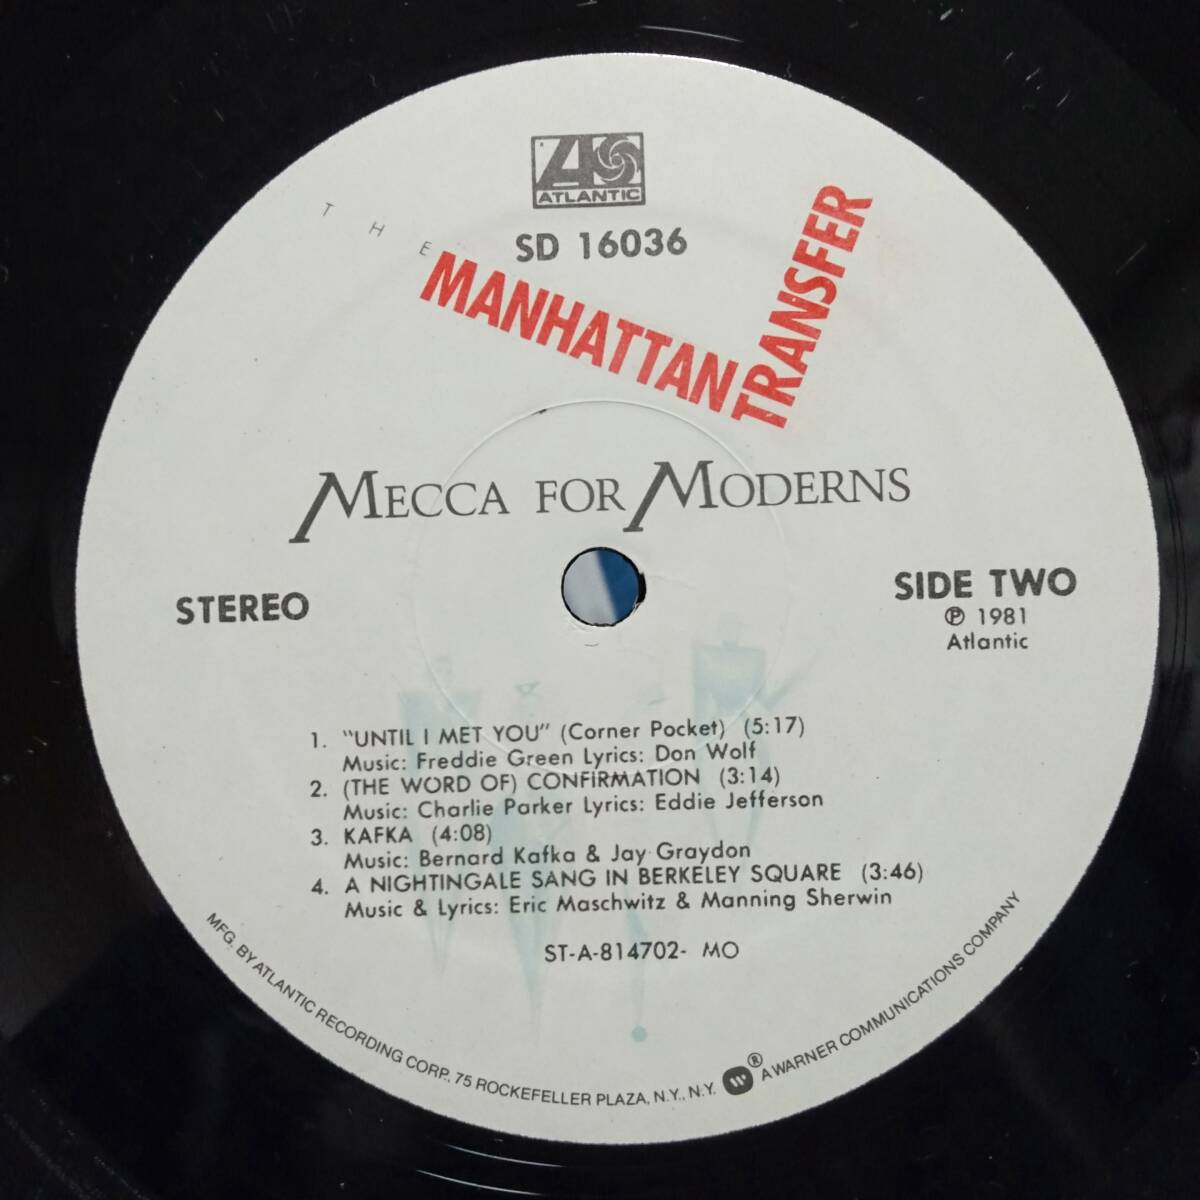 ATLANTIC
SD 16036
THE
MANHATTAN
TRANSFER
MECCA FOR MODERNS
STEREO
SIDE TWO
℗ 1981
Atlantic
1. "UNTIL I MET YOU" (Corner Pocket) (5:17)
Music: Freddie Green Lyrics: Don Wolf
2. (THE WORD OF) CONFIRMATION (3:14)
Music: Charlie Parker Lyrics: Eddie Jefferson
3. KAFKA (4:08)
Music: Bernard Kafka & Jay Graydon
4. A NIGHTINGALE SANG IN BERKELEY SQUARE (3:46)
Music & Lyrics: Eric Maschwitz & Manning Sherwin
ST-A-814702- MO
MFG. BY ATLANTIC RECORDING CORP., 75 ROCKEFELLER PLAZA, N.Y., N.Y. ® A WARNER COMMUNICATIONS COMPANY